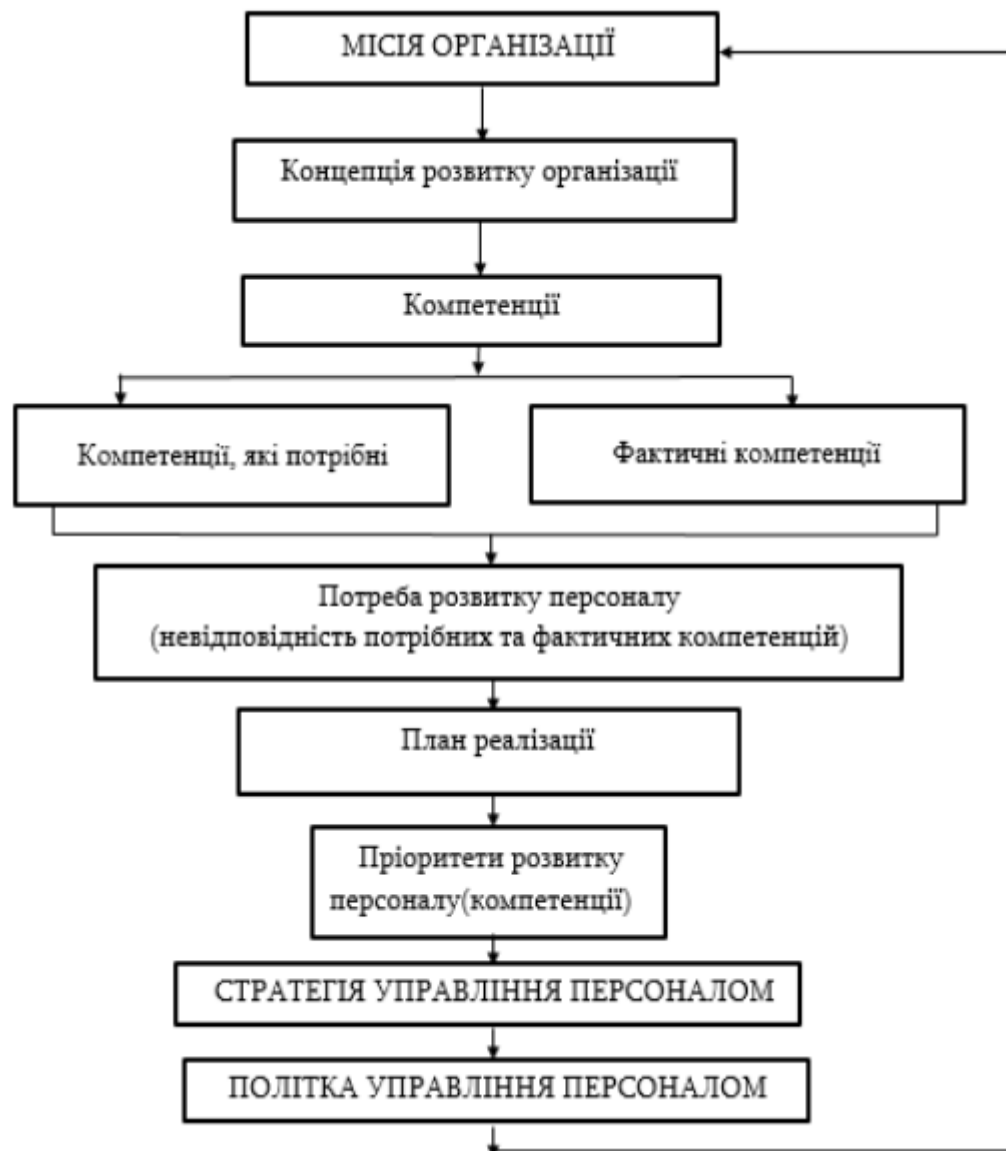 МІСІЯ ОРГАНІЗАЦІЇ
Концепція розвитку організації
Компетенції
Компетенції, які потрібні
Фактичні компетенції
Потреба розвитку персоналу
(невідповідність потрібних та фактичних компетенцій)
План реалізації
Пріоритети розвитку
персоналу(компетенції)
СТРАТЕГІЯ УПРАВЛІННЯ ПЕРСОНАЛОМ
ПОЛІТКА УПРАВЛІННЯ ПЕРСОНАЛОМ